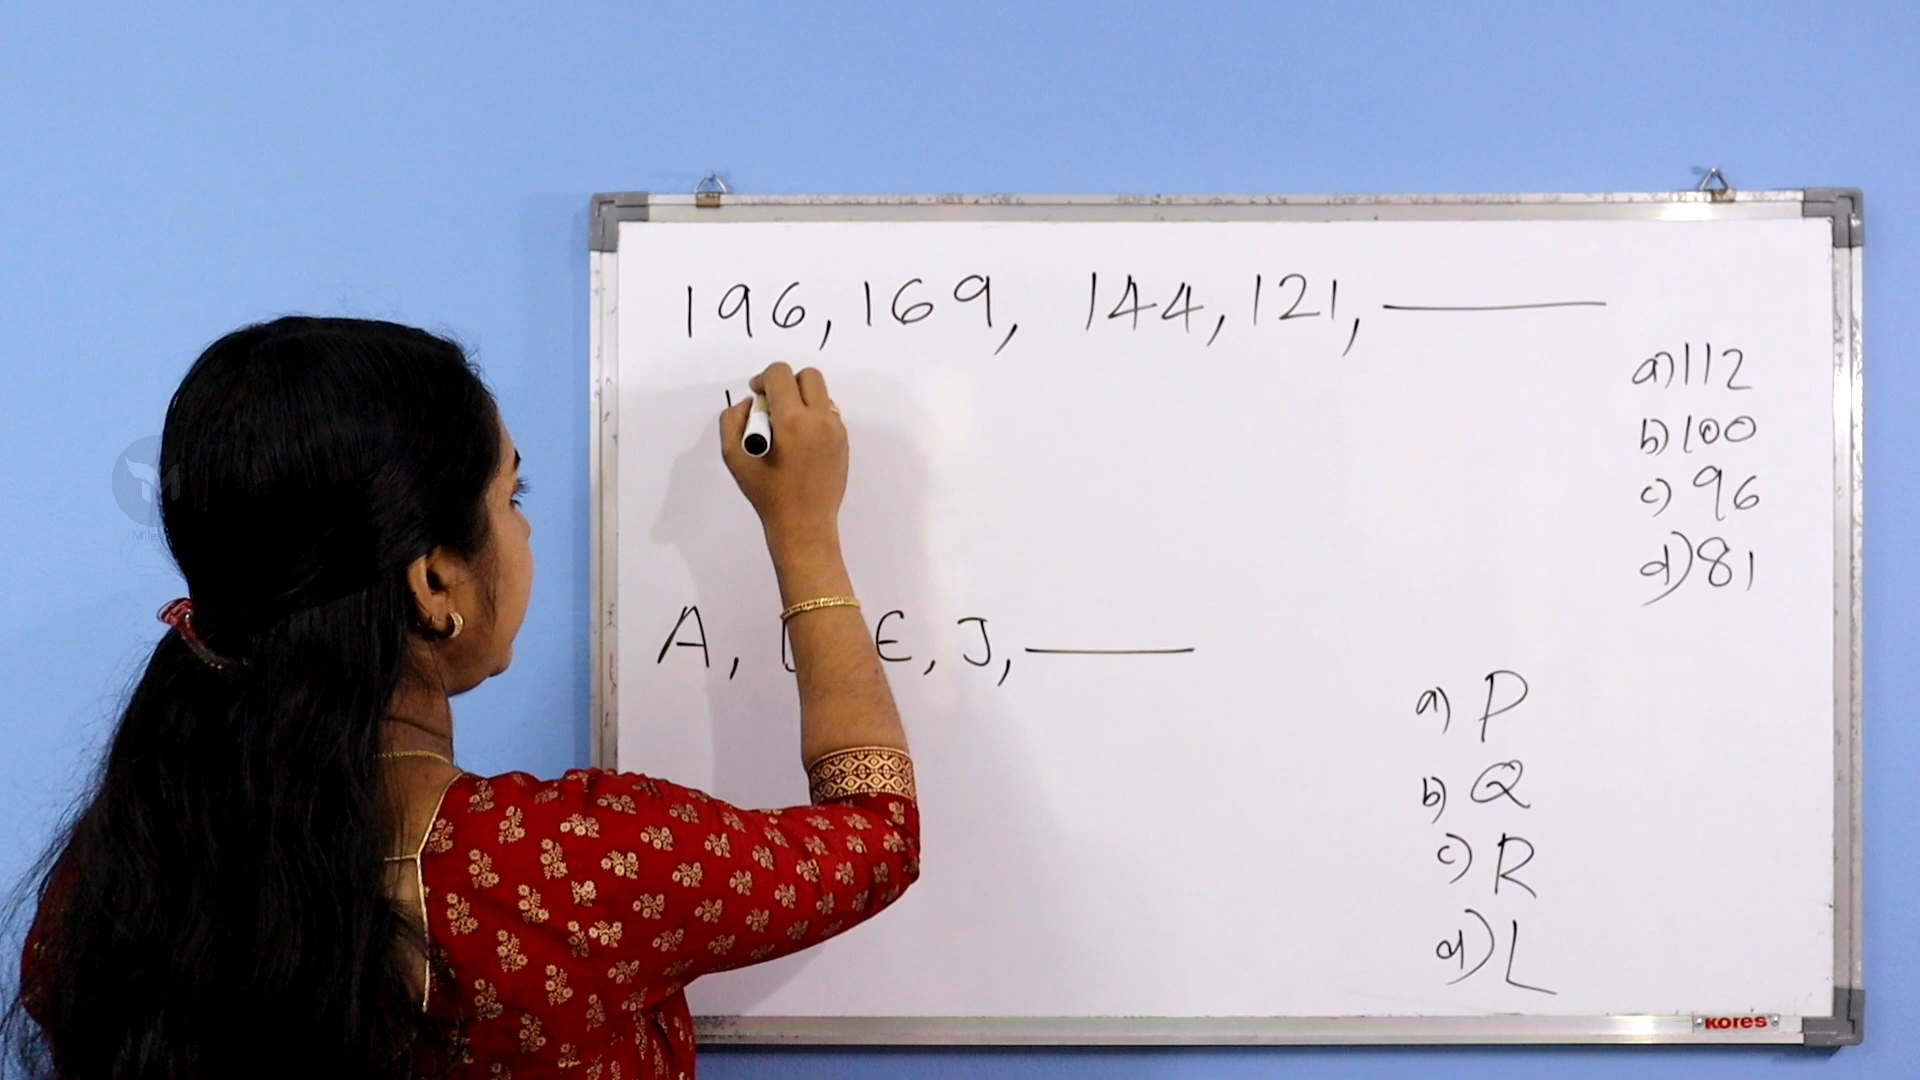 196, 169, 144, 121, ______
a) 112
b) 100
c) 96
d) 81
A, E, J, ______
a) P
b) Q
c) R
d) L
KORES